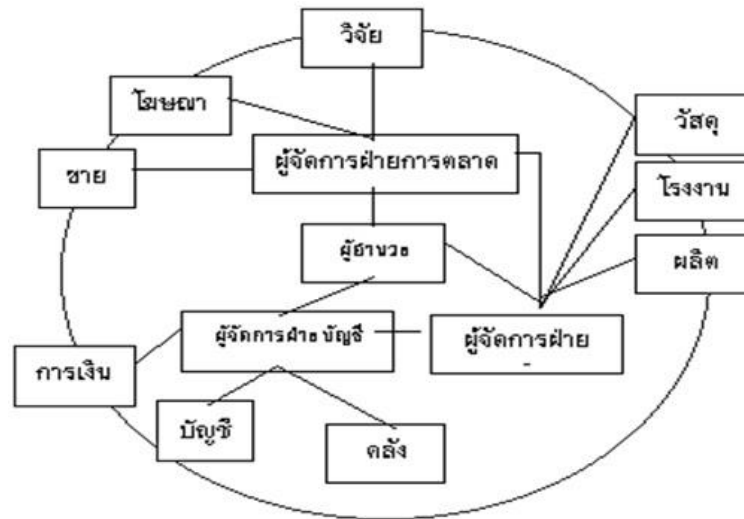 วิจัย
โฆษณา
วัสดุ
ผู้จัดการฝ่ายการตลาด
ขาย
โรงงาน
ผู้อำนวย
ผลิต
ผู้จัดการฝ่าย บัญชี
ผู้จัดการฝ่าย
-
การเงิน
บัญชี
คลัง